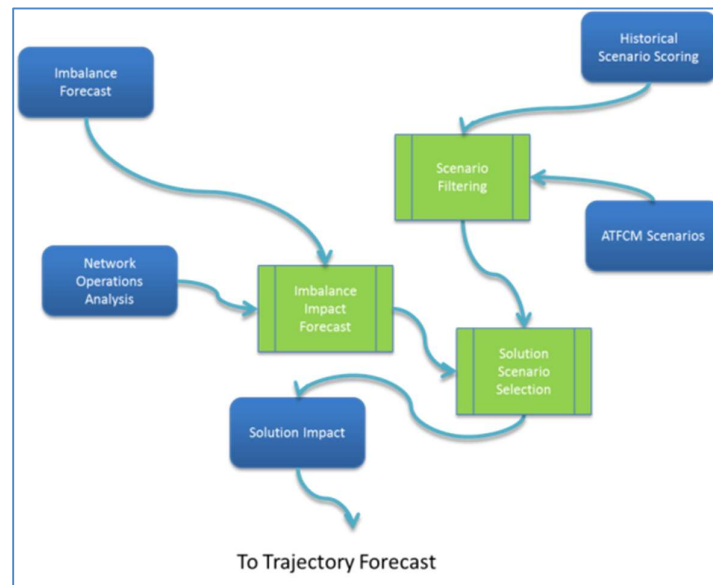 Historical
Scenario Scoring
Imbalance
Forecast
Scenario
Filtering
ATFCM Scenarios
Network
Operations
Analysis
Imbalance
Impact
Forecast
Solution
Scenario
Selection
Solution Impact
To Trajectory Forecast